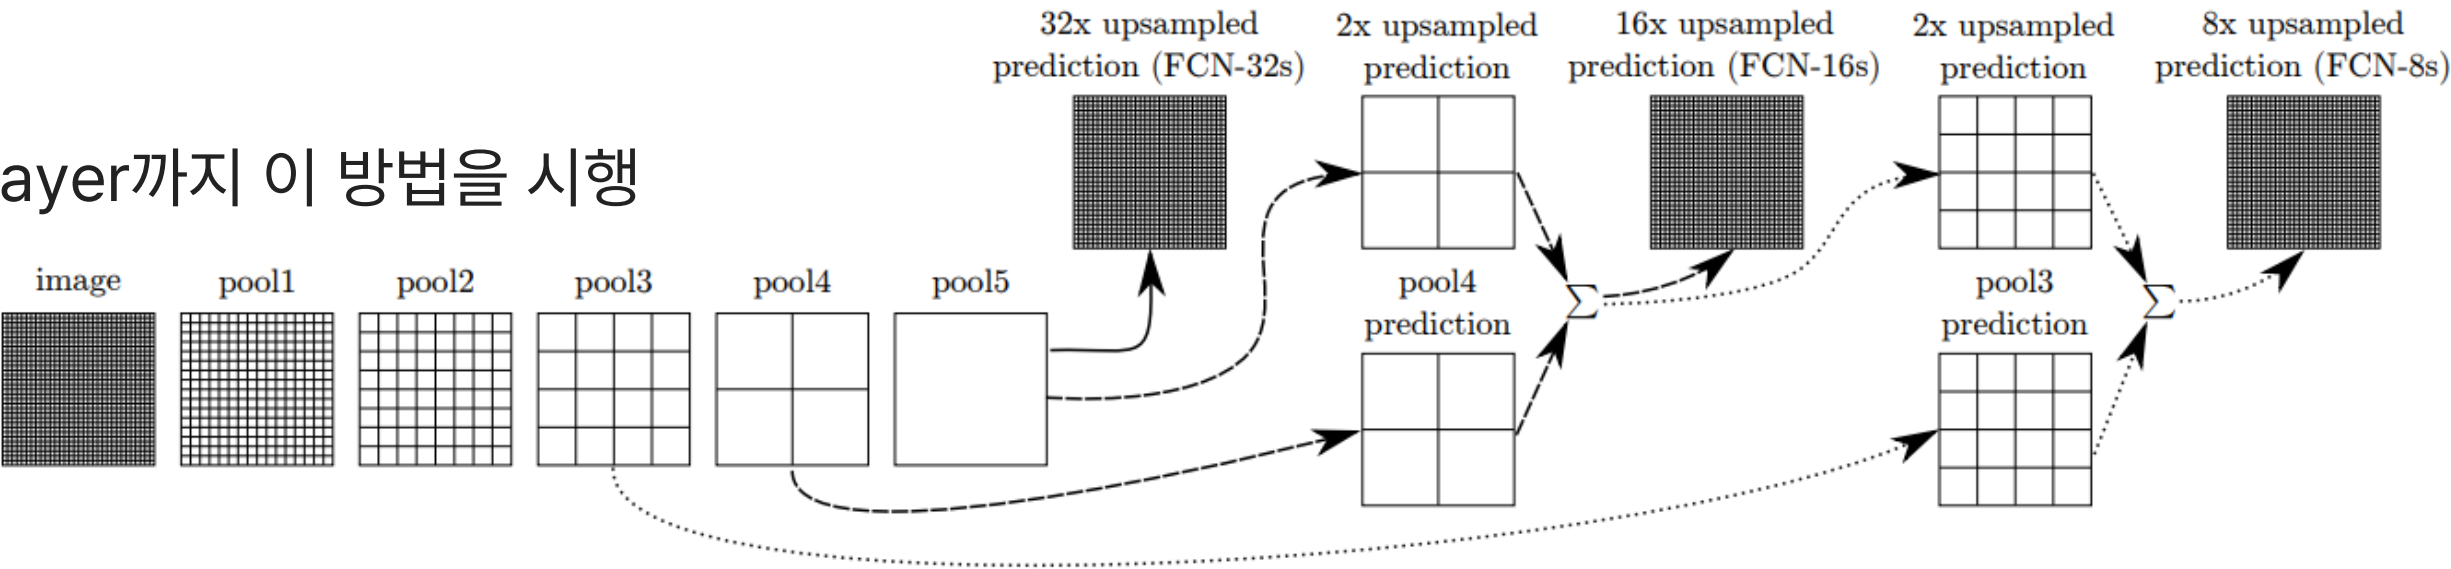 32x upsampled
prediction (FCN-32s)
2x upsampled
prediction
16x upsampled
prediction (FCN-16s)
2x upsampled
prediction
8x upsampled
prediction (FCN-8s)
ayer까지 이 방법을 시행
image
pool1
pool2
pool3
pool4
pool5
pool4
prediction
Σ
pool3
prediction
Σ